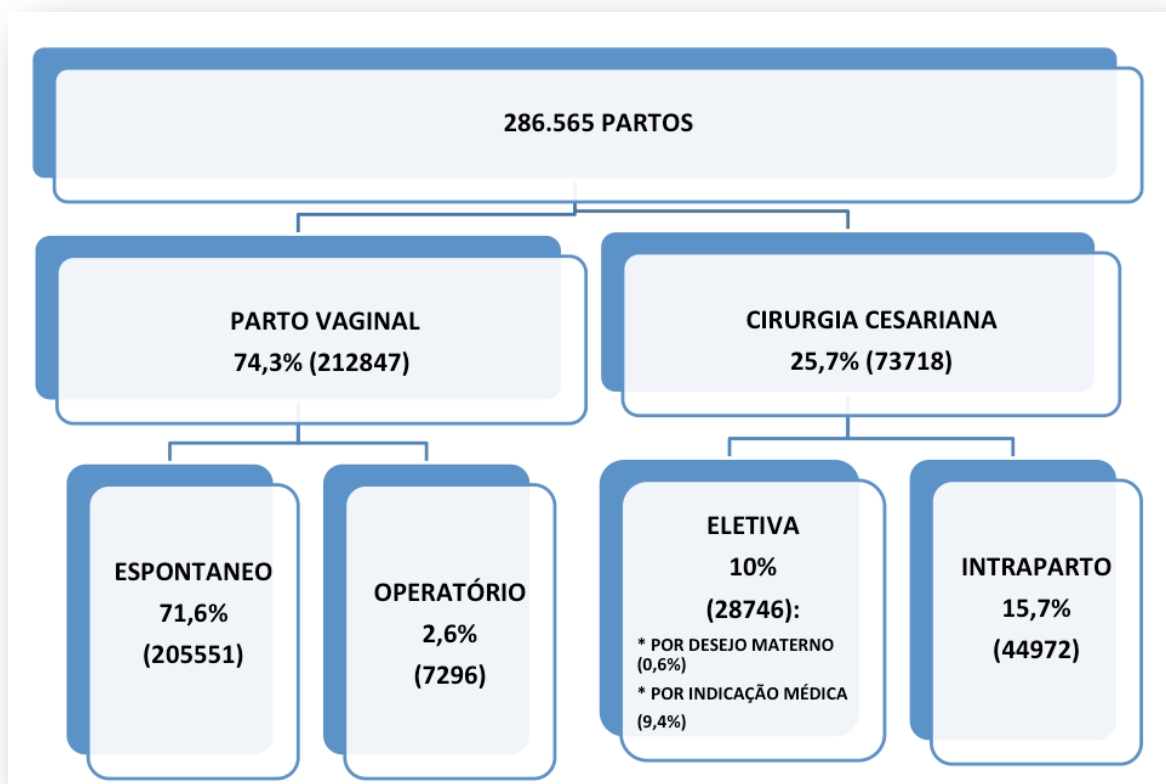 286.565 PARTOS
PARTO VAGINAL
74,3% (212847)
CIRURGIA CESARIANA
25,7% (73718)
ESPONTANEO
71,6%
(205551)
OPERATÓRIO
2,6%
(7296)
ELETIVA
10%
(28746):
* POR DESEJO MATERNO
(0,6%)
* POR INDICAÇÃO MÉDICA
(9,4%)
INTRAPARTO
15,7%
(44972)